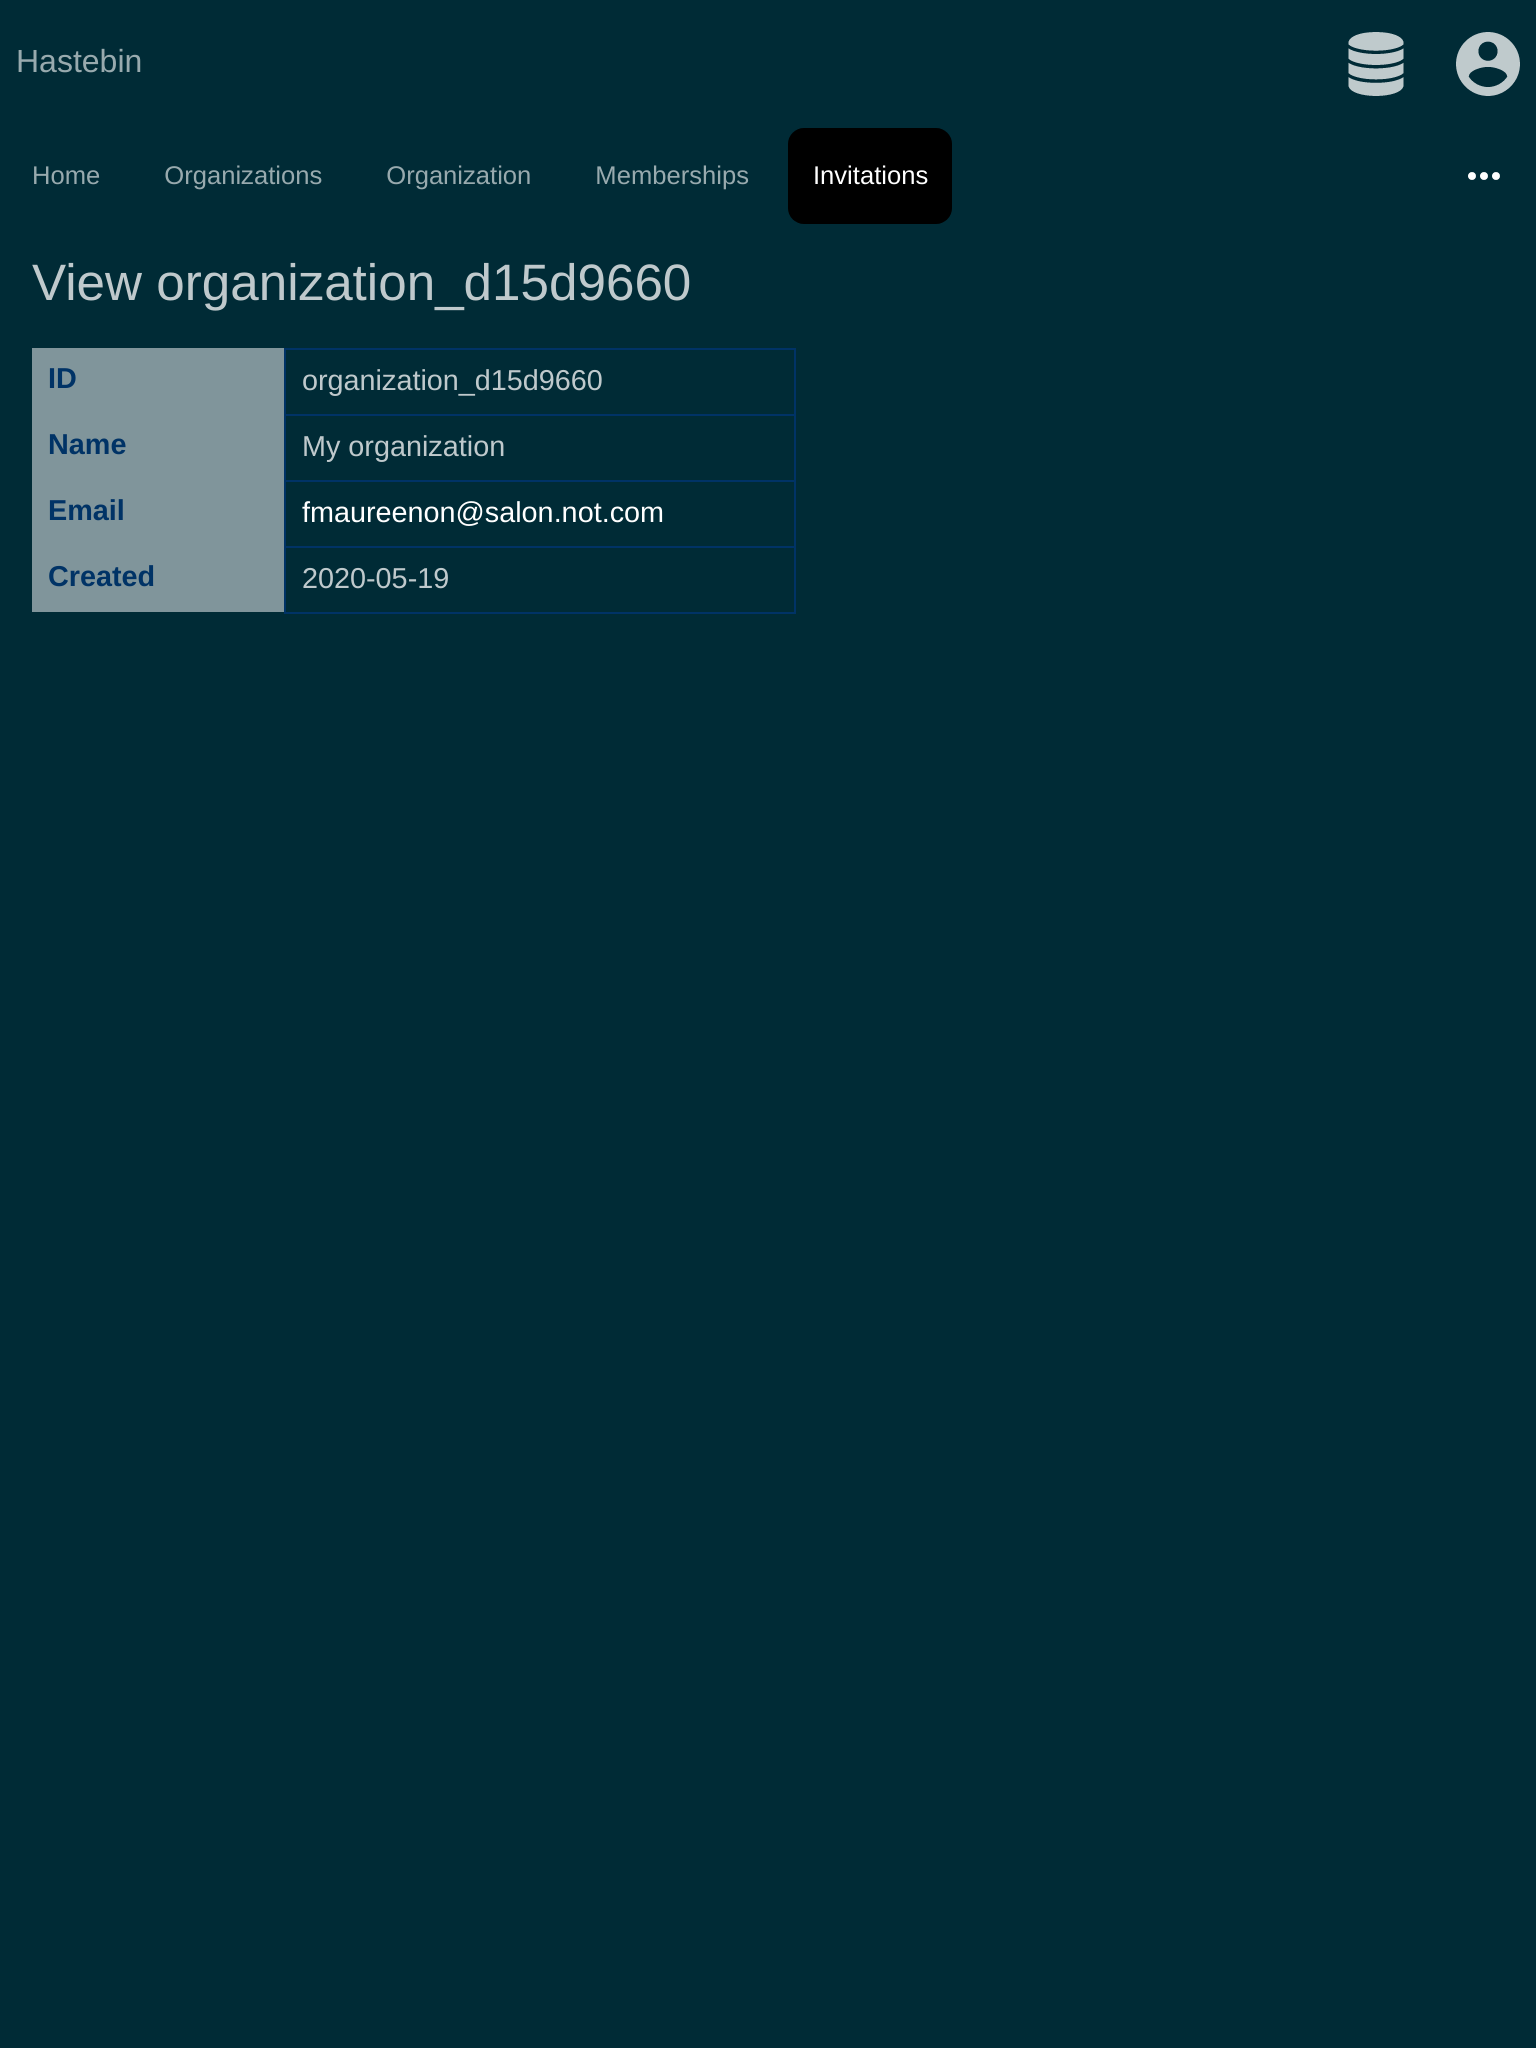 Hastebin
Home Organizations Organization Memberships Invitations
View organization_d15d9660
ID organization_d15d9660
Name My organization
Email fmaureenon@salon.not.com
Created 2020-05-19